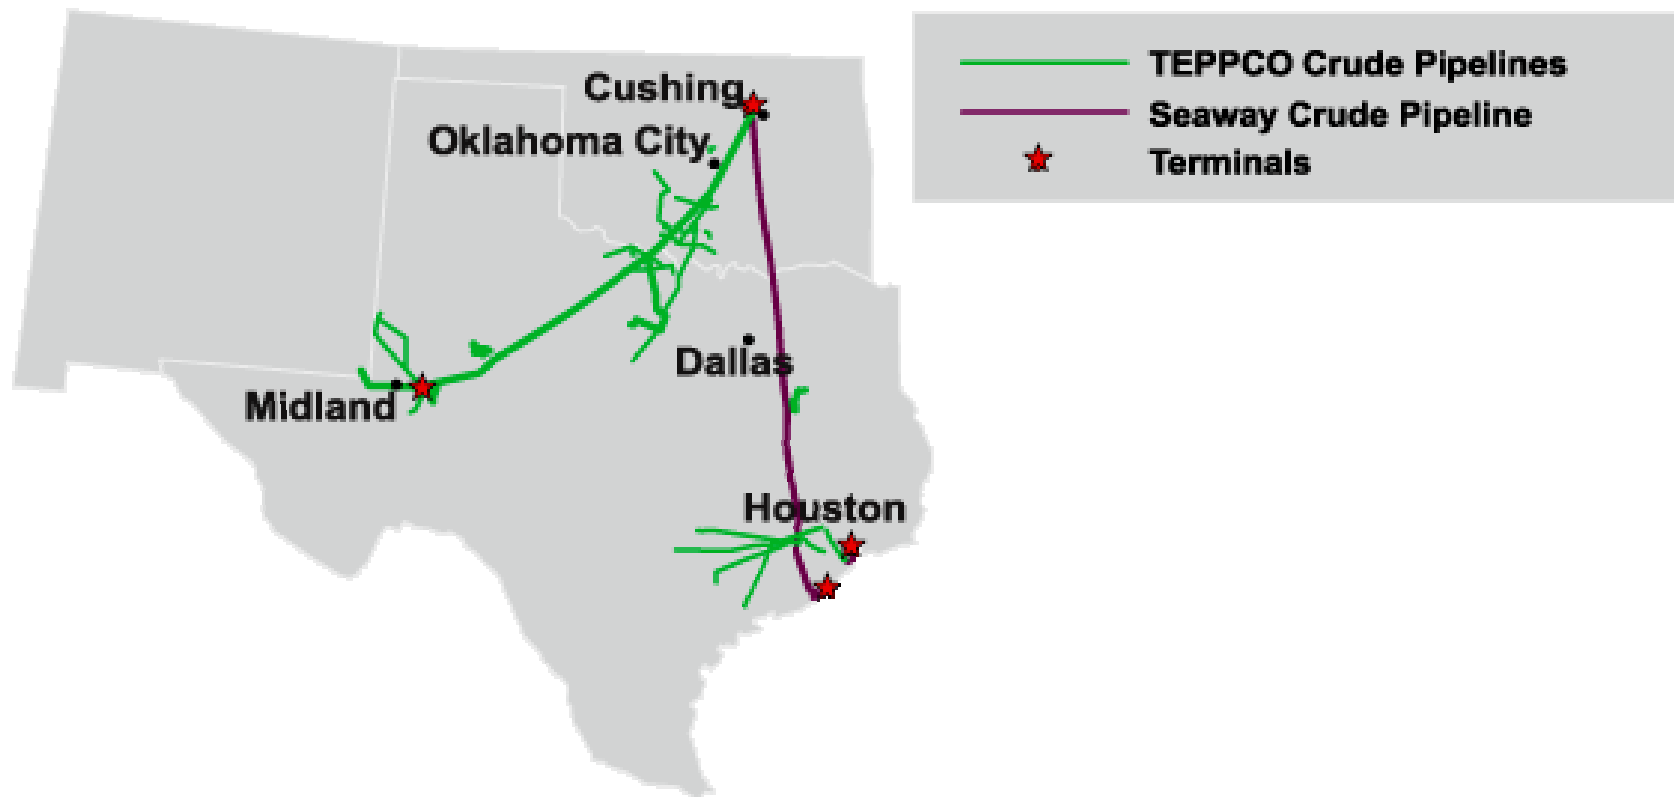 TEPPCO Crude Pipelines
Seaway Crude Pipeline
Terminals
Cushing
Oklahoma City
Dallas
Midland
Houston